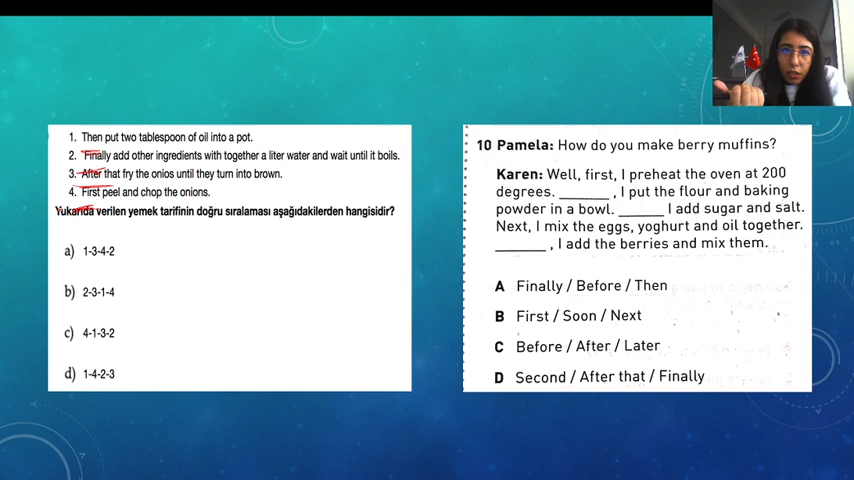 1. Then put two tablespoon of oil into a pot.
2. Finally add other ingredients with together a liter water and wait until it boils.
3. After that fry the onios until they turn into brown.
4. First peel and chop the onions.
Yukarıda verilen yemek tarifinin doğru sıralaması aşağıdakilerden hangisidir?
a) 1-3-4-2
b) 2-3-1-4
c) 4-1-3-2
d) 1-4-2-3
10 Pamela: How do you make berry muffins?
Karen: Well, first, I preheat the oven at 200
degrees. _______ , I put the flour and baking
powder in a bowl. ______ I add sugar and salt.
Next, I mix the eggs, yoghurt and oil together.
_______ , I add the berries and mix them.
A Finally / Before / Then
B First / Soon / Next
C Before / After / Later
D Second / After that / Finally